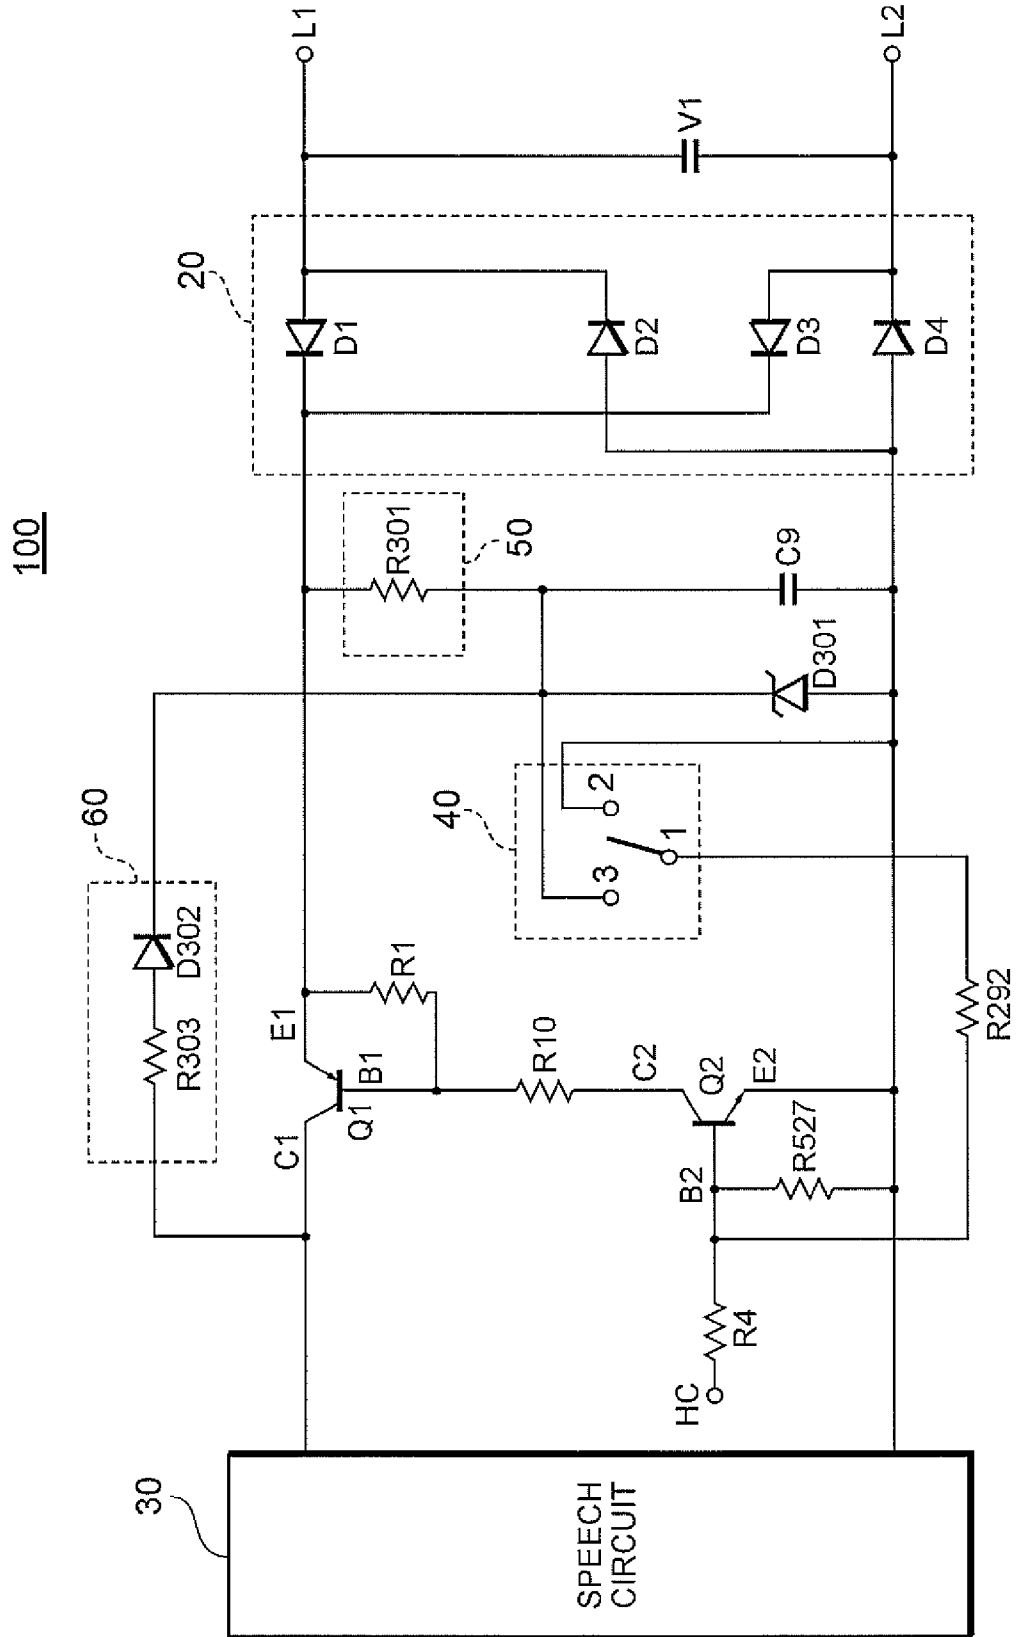 100
L1
L2
V1
20
D1
D2
D3
D4
50
R301
C9
D301
60
R303
D302
40
3
2
1
E1
R1
C1
Q1
B1
R10
C2
Q2
E2
B2
R527
R292
R4
HC
30
SPEECH
CIRCUIT